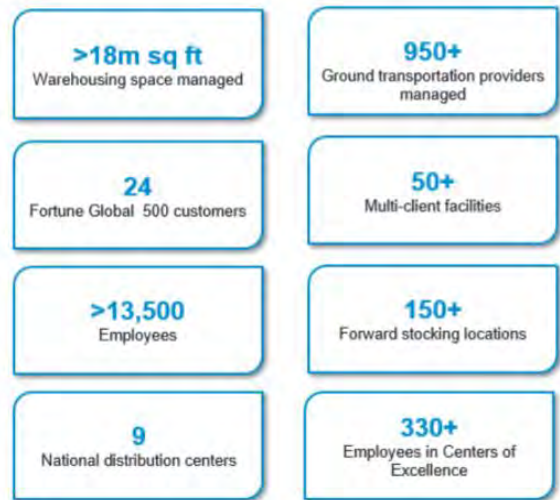 >18m sq ft
Warehousing space managed
950+
Ground transportation providers
managed
24
Fortune Global 500 customers
50+
Multi-client facilities
>13,500
Employees
150+
Forward stocking locations
9
National distribution centers
330+
Employees in Centers of
Excellence